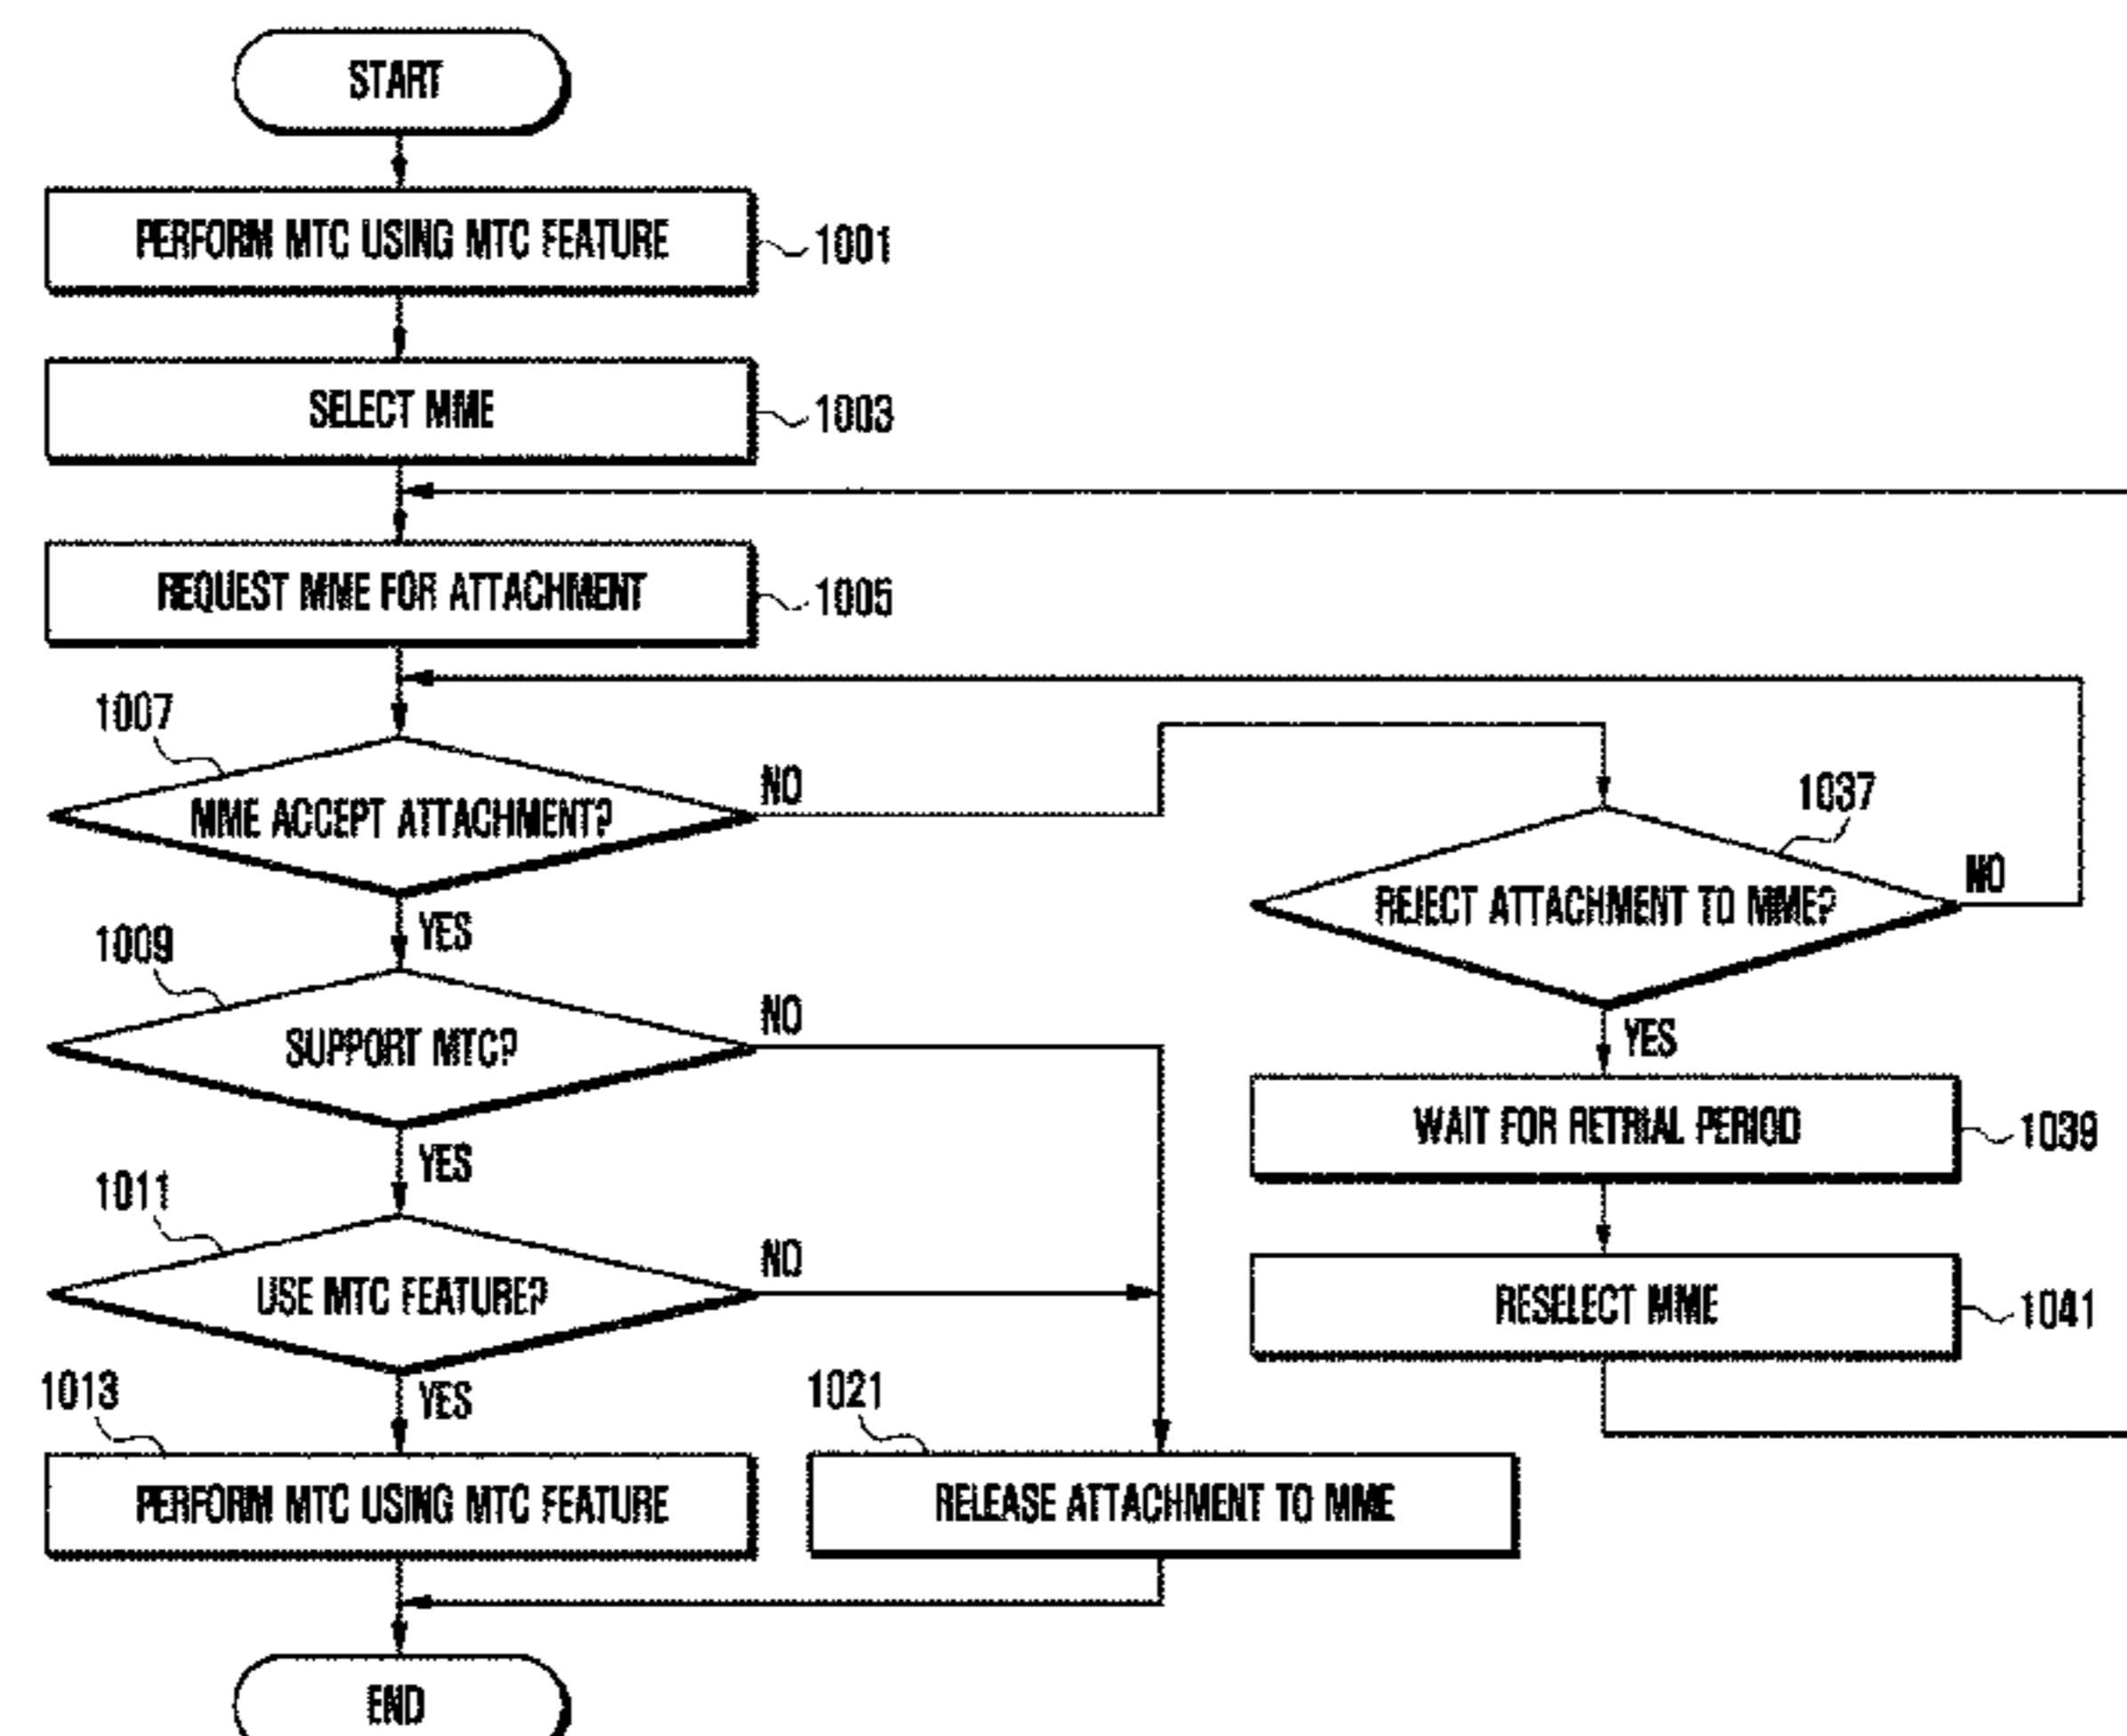 START
PERFORM MTC USING MTC FEATURE
1001
SELECT MME
1003
REQUEST MME FOR ATTACHMENT
1005
1007
MME ACCEPT ATTACHMENT?
NO
YES
1037
REJECT ATTACHMENT TO MME?
NO
YES
1009
SUPPORT MTC?
NO
YES
WAIT FOR RETRIAL PERIOD
1039
1011
USE MTC FEATURE?
NO
YES
RESELECT MME
1041
1013
PERFORM MTC USING MTC FEATURE
1021
RELEASE ATTACHMENT TO MME
END